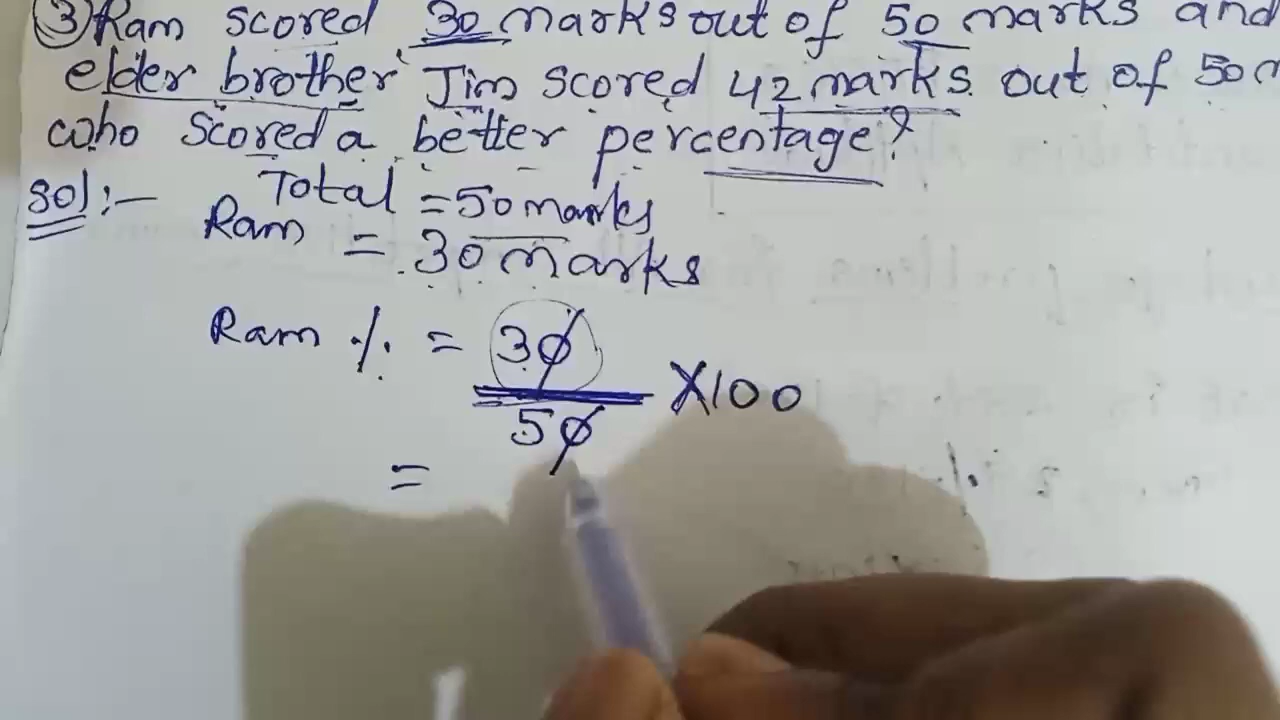 ③ Ram scored 30 marks out of 50 marks and
elder brother Jim scored 42 marks out of 50
who scored a better percentage?
Sol:- Total = 50 marks
Ram = 30 marks
Ram % = 30/50 × 100
=